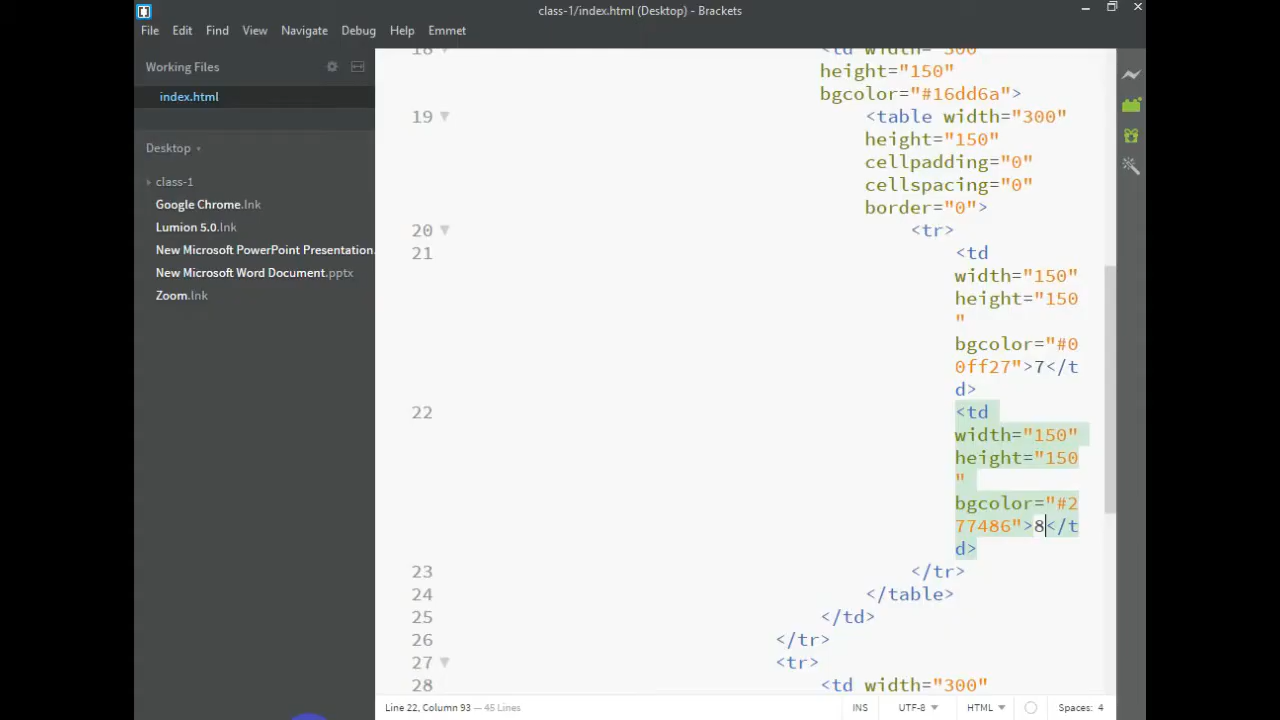 class-1/index.html (Desktop) - Brackets
File Edit Find View Navigate Debug Help Emmet
Working Files
index.html
Desktop
class-1
Google Chrome.lnk
Lumion 5.0.lnk
New Microsoft PowerPoint Presentation.
New Microsoft Word Document.pptx
Zoom.lnk
18 <td width="300"
height="150"
bgcolor="#16dd6a">
19 <table width="300"
height="150"
cellpadding="0"
cellspacing="0"
border="0">
20 <tr>
21 <td
width="150"
height="150
"
bgcolor="#0
0ff27">7</t
d>
22 <td
width="150"
height="150
"
bgcolor="#2
77486">8</t
d>
23 </tr>
24 </table>
25 </td>
26 </tr>
27 <tr>
28 <td width="300"
Line 22, Column 93 — 45 Lines INS UTF-8 HTML Spaces: 4